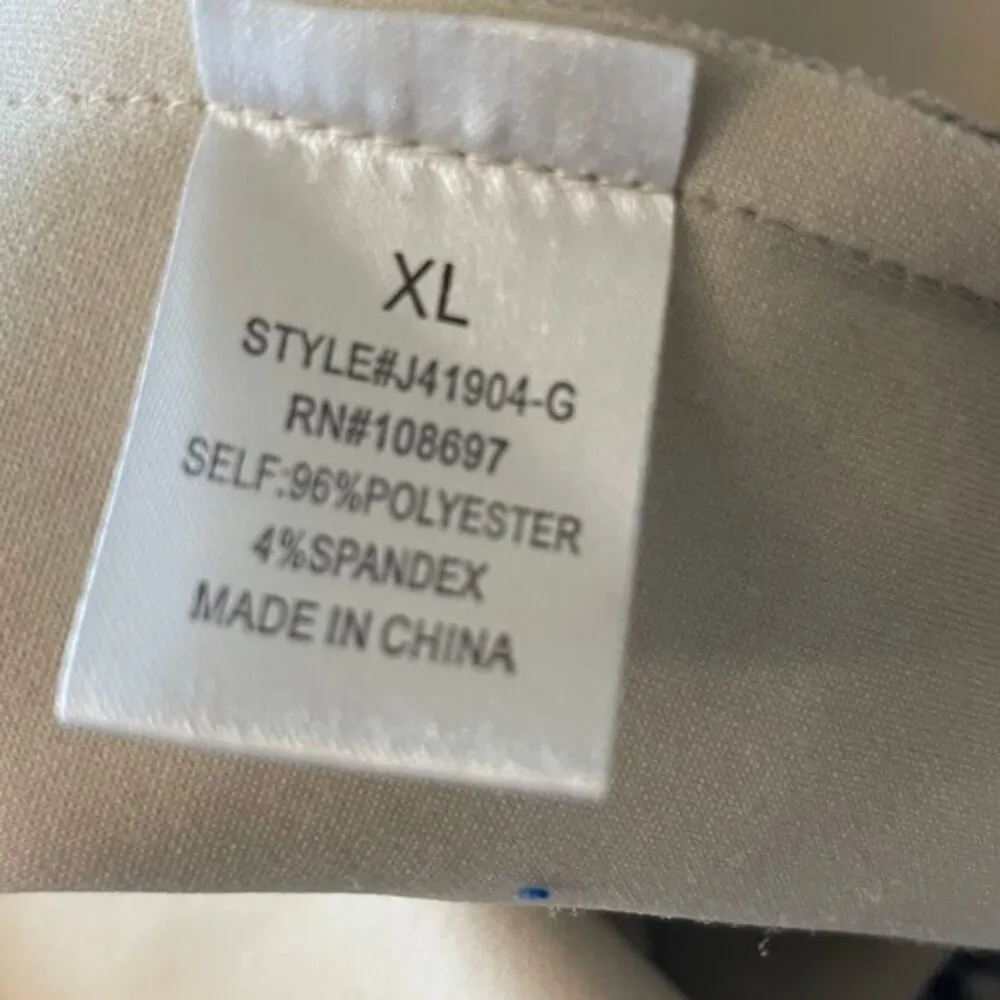 XL
STYLE#J41904-G
RN#108697
SELF:96%POLYESTER
4%SPANDEX
MADE IN CHINA